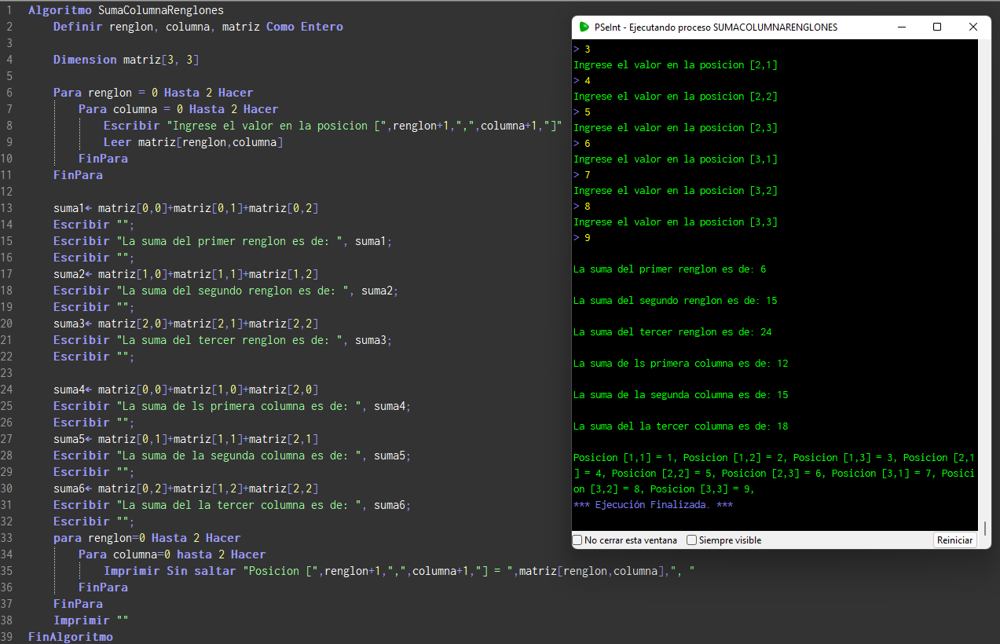 1 Algoritmo SumaColumnaRenglones
2 Definir renglon, columna, matriz Como Entero
3
4 Dimension matriz[3, 3]
5
6 Para renglon = 0 Hasta 2 Hacer
7 Para columna = 0 Hasta 2 Hacer
8 Escribir "Ingrese el valor en la posicion [",renglon+1,",",columna+1,"]"
9 Leer matriz[renglon,columna]
10 FinPara
11 FinPara
12
13 suma1← matriz[0,0]+matriz[0,1]+matriz[0,2]
14 Escribir "";
15 Escribir "La suma del primer renglon es de: ", suma1;
16 Escribir "";
17 suma2← matriz[1,0]+matriz[1,1]+matriz[1,2]
18 Escribir "La suma del segundo renglon es de: ", suma2;
19 Escribir "";
20 suma3← matriz[2,0]+matriz[2,1]+matriz[2,2]
21 Escribir "La suma del tercer renglon es de: ", suma3;
22 Escribir "";
23
24 suma4← matriz[0,0]+matriz[1,0]+matriz[2,0]
25 Escribir "La suma de ls primera columna es de: ", suma4;
26 Escribir "";
27 suma5← matriz[0,1]+matriz[1,1]+matriz[2,1]
28 Escribir "La suma de la segunda columna es de: ", suma5;
29 Escribir "";
30 suma6← matriz[0,2]+matriz[1,2]+matriz[2,2]
31 Escribir "La suma del la tercer columna es de: ", suma6;
32 Escribir "";
33 para renglon=0 Hasta 2 Hacer
34 Para columna=0 hasta 2 Hacer
35 Imprimir Sin saltar "Posicion [",renglon+1,",",columna+1,"] = ",matriz[renglon,columna],", "
36 FinPara
37 FinPara
38 Imprimir ""
39 FinAlgoritmo
PSeInt - Ejecutando proceso SUMACOLUMNARENGLONES
> 3
Ingrese el valor en la posicion [2,1]
> 4
Ingrese el valor en la posicion [2,2]
> 5
Ingrese el valor en la posicion [2,3]
> 6
Ingrese el valor en la posicion [3,1]
> 7
Ingrese el valor en la posicion [3,2]
> 8
Ingrese el valor en la posicion [3,3]
> 9
La suma del primer renglon es de: 6
La suma del segundo renglon es de: 15
La suma del tercer renglon es de: 24
La suma de ls primera columna es de: 12
La suma de la segunda columna es de: 15
La suma del la tercer columna es de: 18
Posicion [1,1] = 1, Posicion [1,2] = 2, Posicion [1,3] = 3, Posicion [2,1
] = 4, Posicion [2,2] = 5, Posicion [2,3] = 6, Posicion [3,1] = 7, Posici
on [3,2] = 8, Posicion [3,3] = 9,
*** Ejecución Finalizada. ***
No cerrar esta ventana Siempre visible Reiniciar